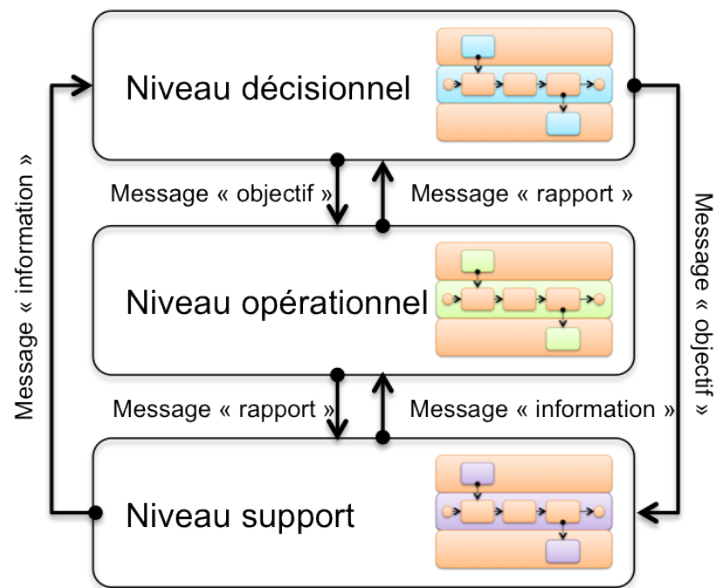 Niveau décisionnel
Message « objectif »
Message « rapport »
Message « information »
Message « objectif »
Niveau opérationnel
Message « rapport »
Message « information »
Niveau support